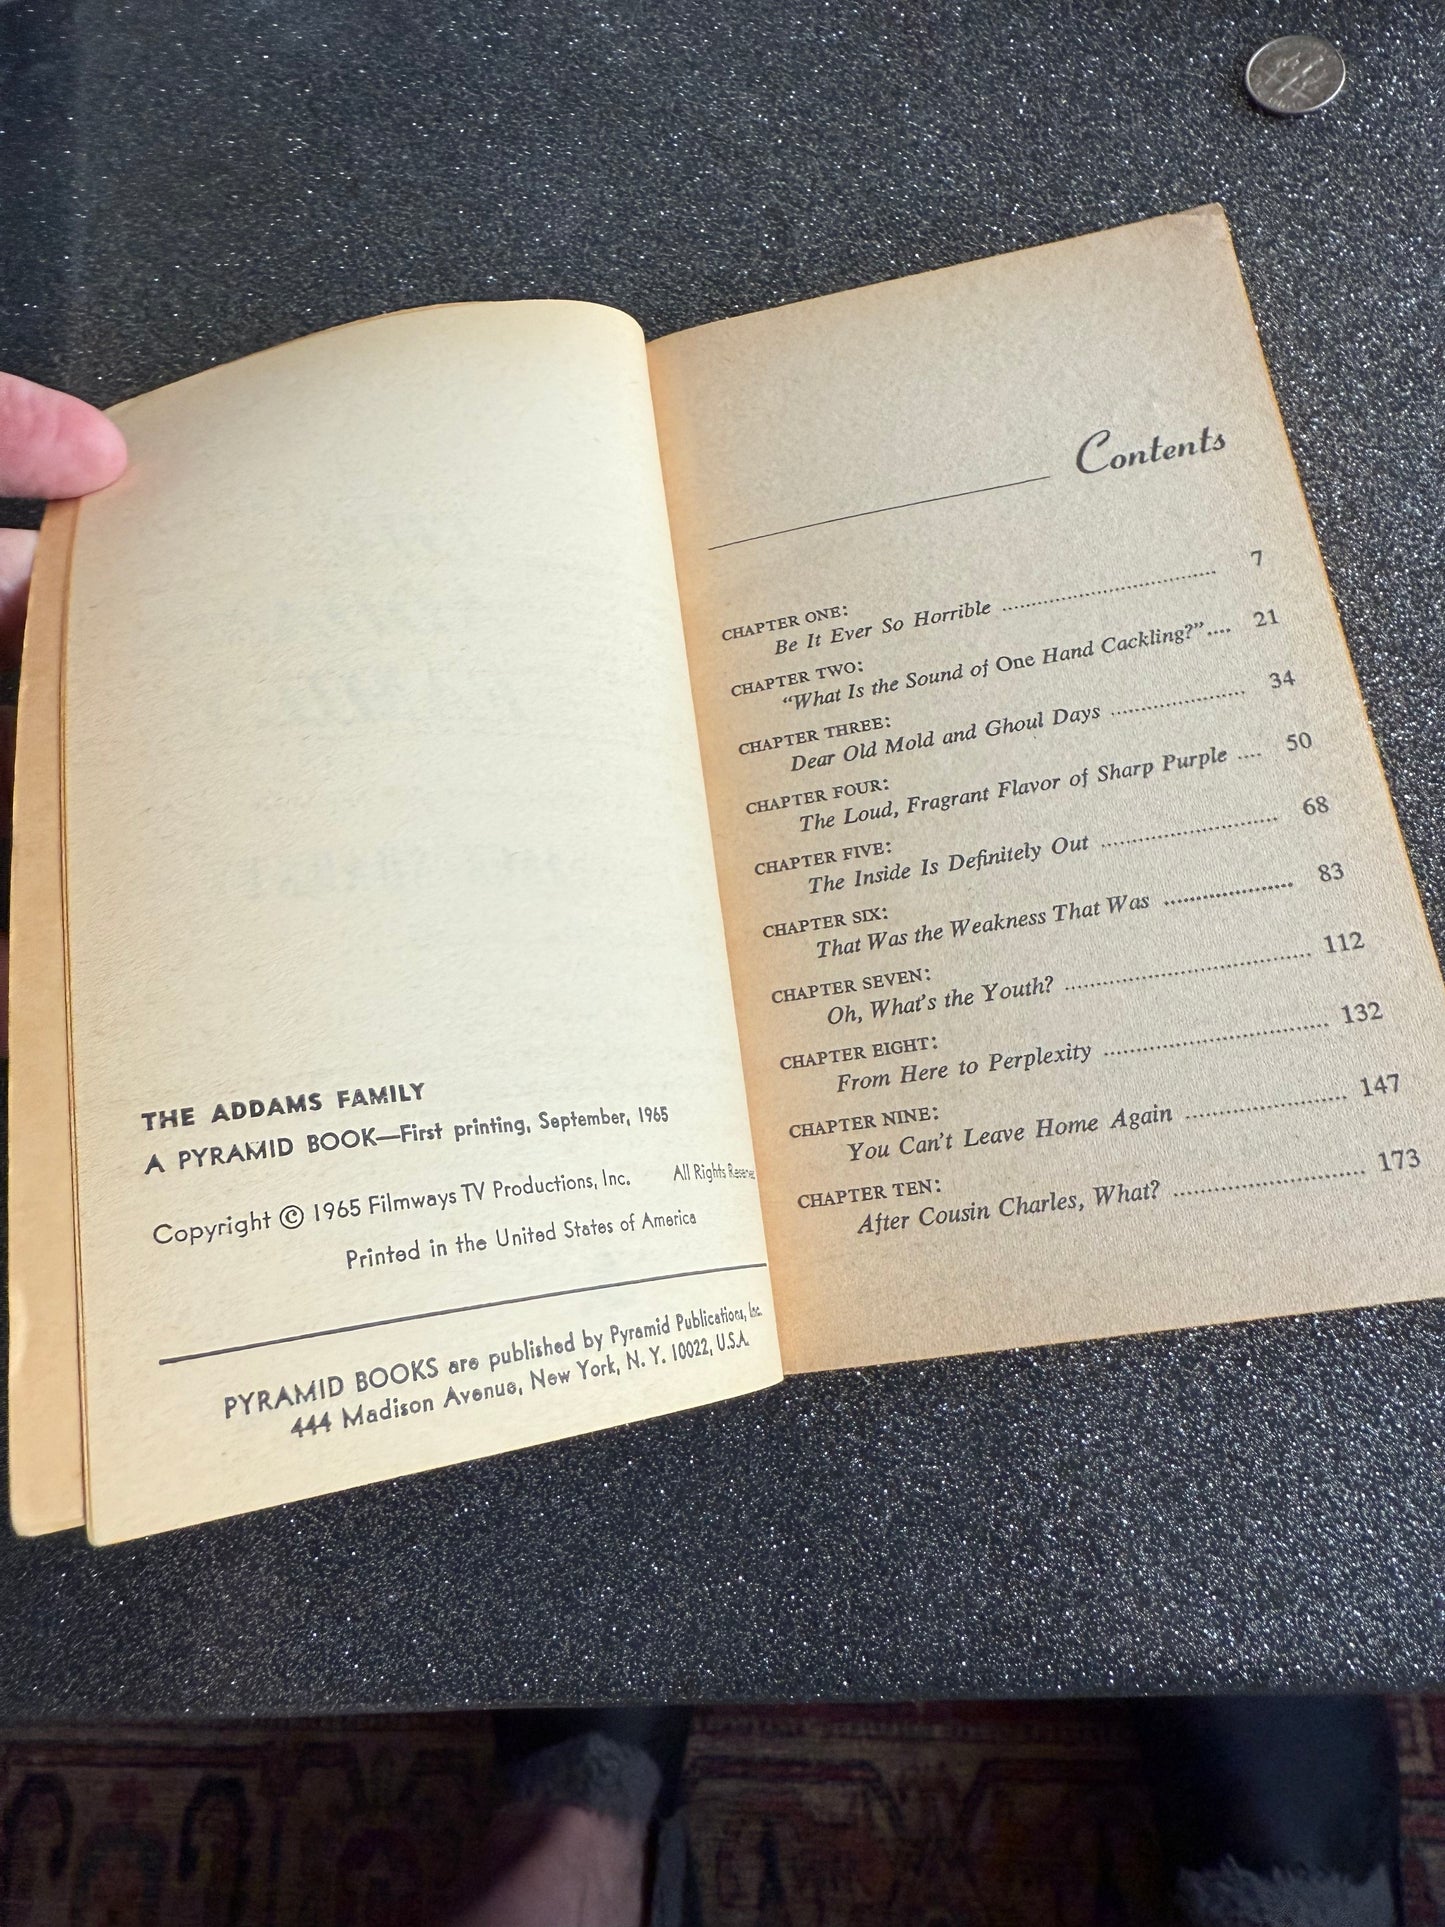 THE ADDAMS FAMILY
A PYRAMID BOOK—First printing, September, 1965
Copyright © 1965 Filmways TV Productions, Inc. All Rights
Printed in the United States of America
PYRAMID BOOKS are published by Pyramid Publications, Inc.
444 Madison Avenue, New York, N. Y. 10022, U.S.A.
Contents
CHAPTER ONE:
Be It Ever So Horrible .......................................... 7
CHAPTER TWO:
“What Is the Sound of One Hand Cackling?”.... 21
CHAPTER THREE:
Dear Old Mold and Ghoul Days ........................ 34
CHAPTER FOUR:
The Loud, Fragrant Flavor of Sharp Purple .... 50
CHAPTER FIVE:
The Inside Is Definitely Out ................................ 68
CHAPTER SIX:
That Was the Weakness That Was ........................ 83
CHAPTER SEVEN:
Oh, What's the Youth? .......................................... 112
CHAPTER EIGHT:
From Here to Perplexity ...................................... 132
CHAPTER NINE:
You Can't Leave Home Again ............................ 147
CHAPTER TEN:
After Cousin Charles, What? ................................ 173